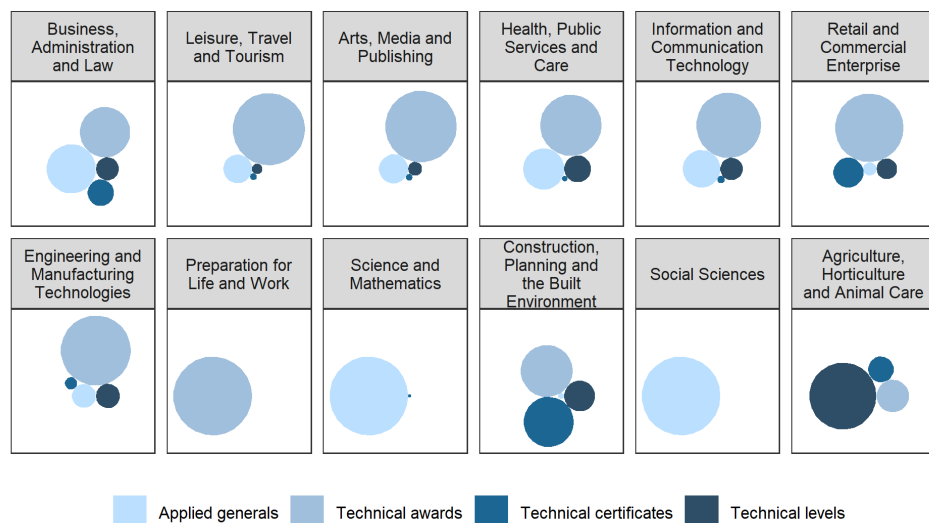 Business,
Administration
and Law
Leisure, Travel
and Tourism
Arts, Media and
Publishing
Health, Public
Services and
Care
Information and
Communication
Technology
Retail and
Commercial
Enterprise
Engineering and
Manufacturing
Technologies
Preparation for
Life and Work
Science and
Mathematics
Construction,
Planning and
the Built
Environment
Social Sciences
Agriculture,
Horticulture
and Animal Care
Applied generals
Technical awards
Technical certificates
Technical levels